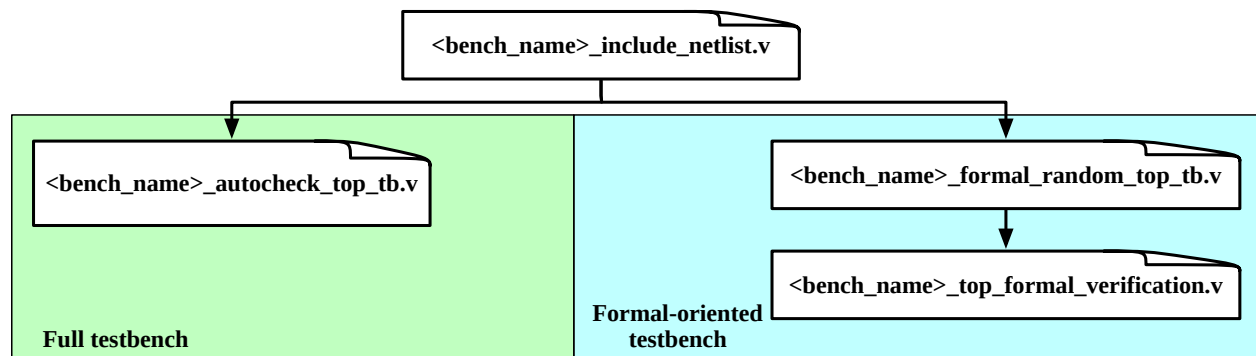 <bench_name>_include_netlist.v
<bench_name>_autocheck_top_tb.v
<bench_name>_formal_random_top_tb.v
<bench_name>_top_formal_verification.v
Full testbench
Formal-oriented
testbench